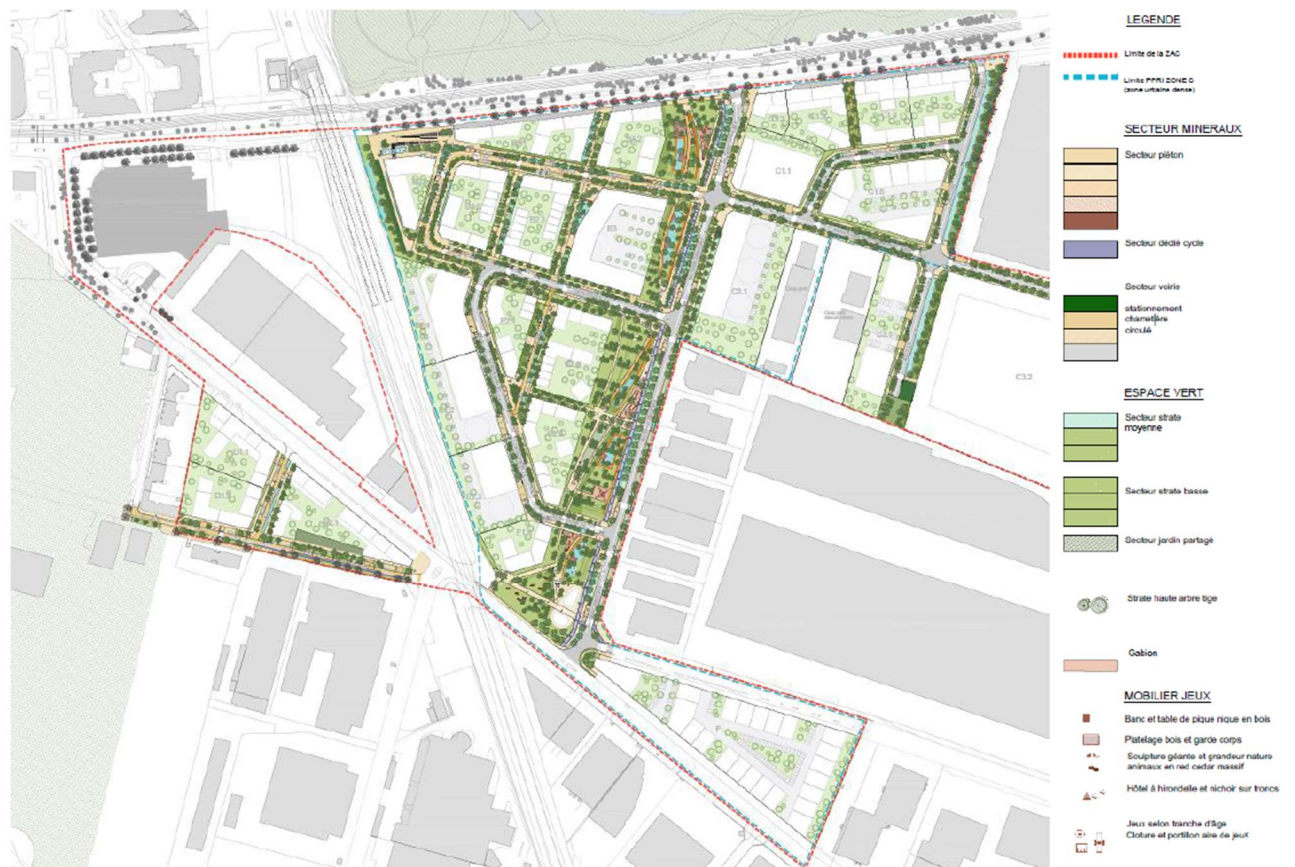 LEGENDE
Limite de la ZAC
Limite PPRI ZONE C
(zone urbaine dense)
SECTEUR MINERAUX
Secteur piéton
Secteur dédié cycle
Secteur voirie
stationnement
charretière
circulé
ESPACE VERT
Secteur strate
moyenne
Secteur strate basse
Secteur jardin partagé
Strate haute arbre tige
Gabion
MOBILIER JEUX
Banc et table de pique nique en bois
Platelage bois et garde corps
Sculpture géante et grandeur nature
animaux en red cedar massif
Hôtel à hirondelle et nichoir sur troncs
Jeux selon tranche d'âge
Cloture et portillon aire de jeux
C1.1
C2.1
C3.2